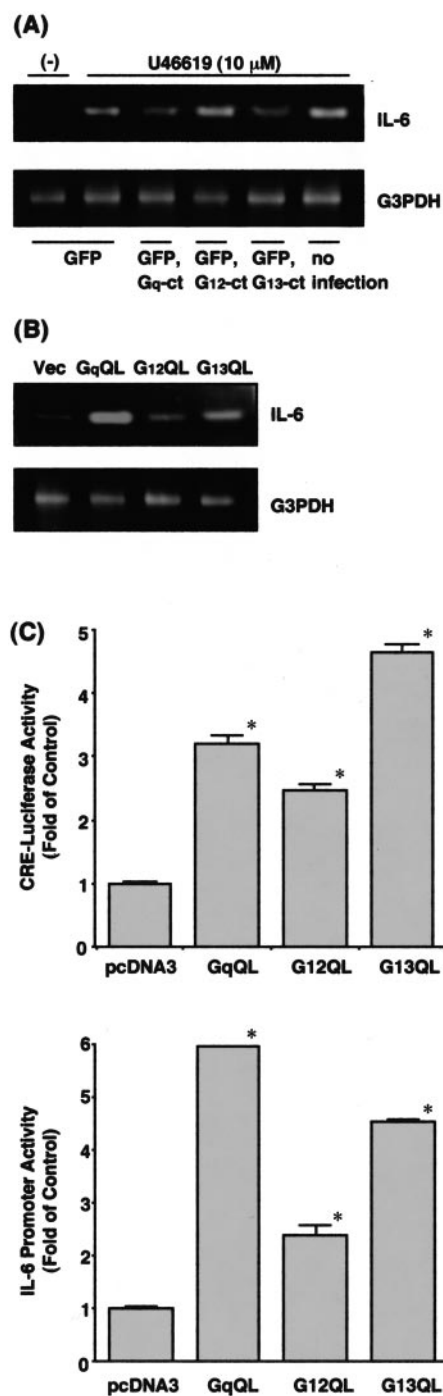 (A)
(-) U46619 (10 μM)
IL-6
G3PDH
GFP GFP, GFP, GFP, no
Gq-ct G12-ct G13-ct infection
(B)
Vec GqQL G12QL G13QL
IL-6
G3PDH
(C)
CRE-Luciferase Activity
(Fold of Control)
5
4
3
2
1
0
*
*
*
pcDNA3 GqQL G12QL G13QL
IL-6 Promoter Activity
(Fold of Control)
6
5
4
3
2
1
0
*
*
*
pcDNA3 GqQL G12QL G13QL